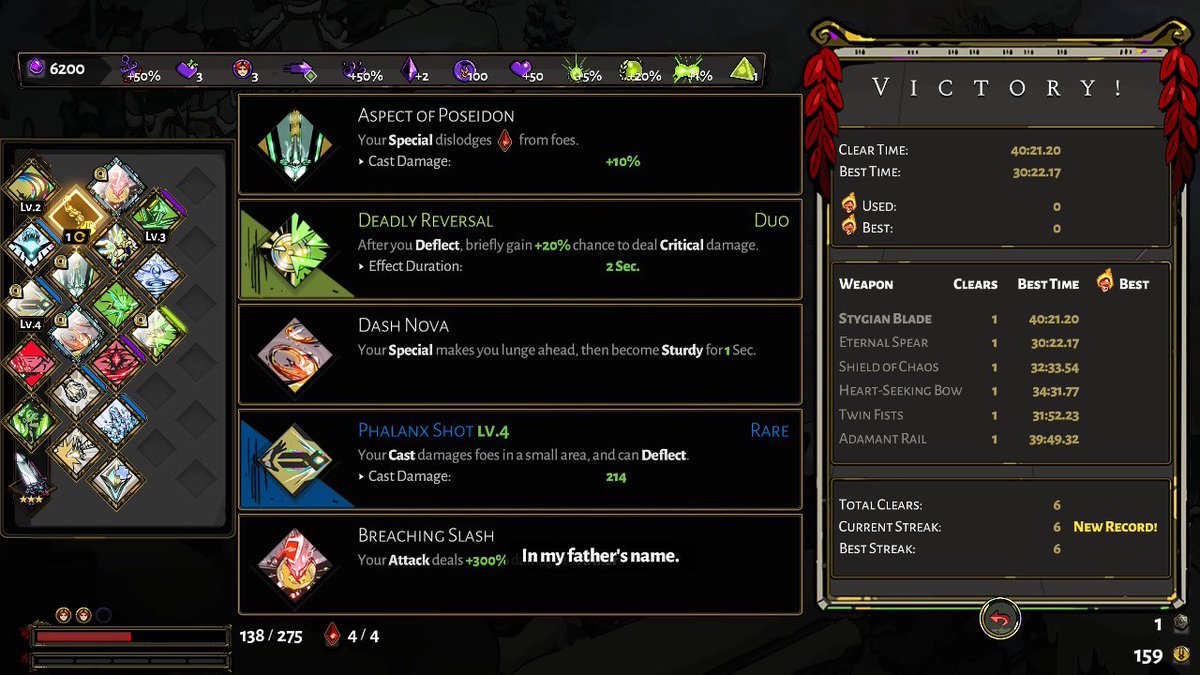 6200
+50%
3
3
+50%
+2
100
+50
+5%
+20%
+1%
1
Lv.2
1
Lv.3
Lv.4
ASPECT OF POSEIDON
Your Special dislodges from foes.
Cast Damage: +10%
DEADLY REVERSAL DUO
After you Deflect, briefly gain +20% chance to deal Critical damage.
Effect Duration: 2 Sec.
DASH NOVA
Your Special makes you lunge ahead, then become Sturdy for 1 Sec.
PHALANX SHOT LV.4 RARE
Your Cast damages foes in a small area, and can Deflect.
Cast Damage: 214
BREACHING SLASH
Your Attack deals +300%
In my father's name.
138 / 275
4 / 4
VICTORY!
CLEAR TIME: 40:21.20
BEST TIME: 30:22.17
USED: 0
BEST: 0
WEAPON CLEARS BEST TIME BEST
STYGIAN BLADE 1 40:21.20
ETERNAL SPEAR 1 30:22.17
SHIELD OF CHAOS 1 32:33.54
HEART-SEEKING BOW 1 34:31.77
TWIN FISTS 1 31:52.23
ADAMANT RAIL 1 39:49.32
TOTAL CLEARS: 6
CURRENT STREAK: 6 NEW RECORD!
BEST STREAK: 6
1
159